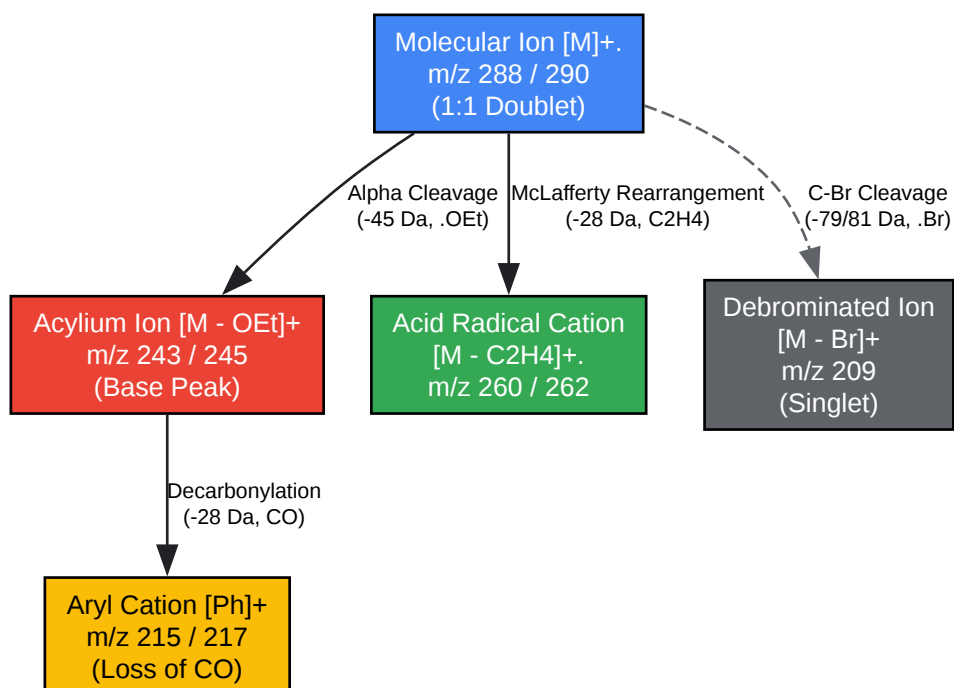 Molecular Ion [M]+.
m/z 288 / 290
(1:1 Doublet)
Alpha Cleavage
(-45 Da, .OEt)
McLafferty Rearrangement
(-28 Da, C2H4)
C-Br Cleavage
(-79/81 Da, .Br)
Acylium Ion [M - OEt]+
m/z 243 / 245
(Base Peak)
Acid Radical Cation
[M - C2H4]+.
m/z 260 / 262
Debrominated Ion
[M - Br]+
m/z 209
(Singlet)
Decarbonylation
(-28 Da, CO)
Aryl Cation [Ph]+
m/z 215 / 217
(Loss of CO)